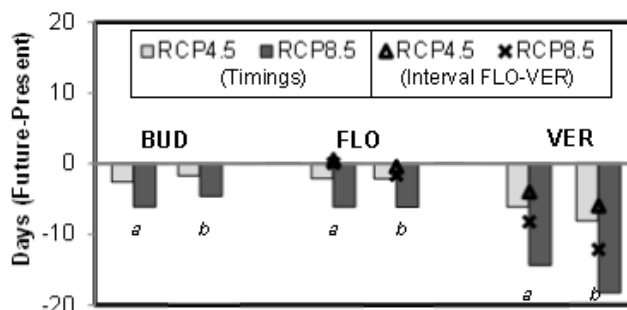 Days (Future-Present)
20
10
0
-10
-20
RCP4.5 RCP8.5 RCP4.5 RCP8.5
(Timings) (Interval FLO-VER)
BUD FLO VER
a b a b a b